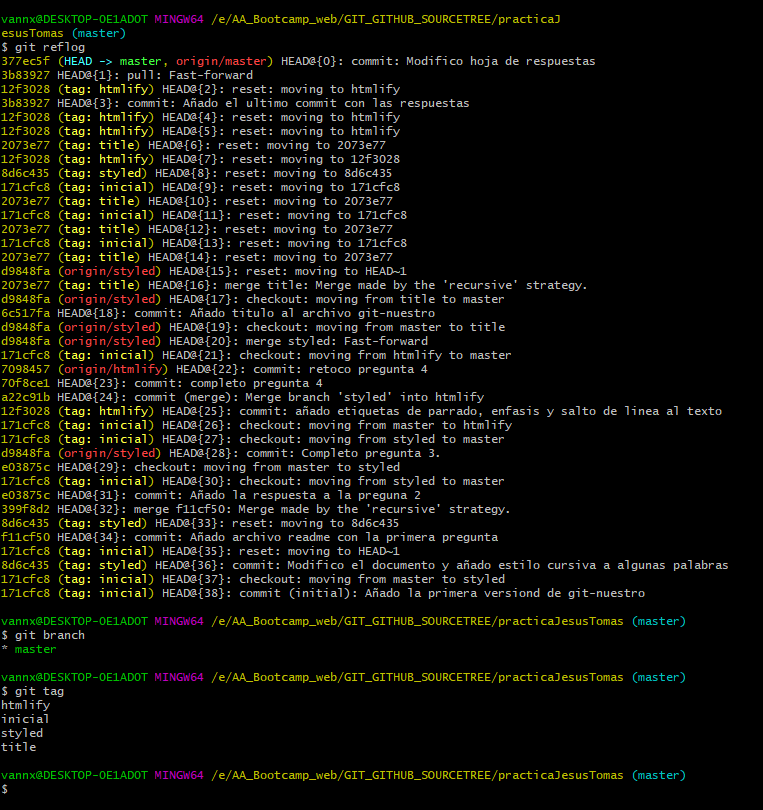 vannx@DESKTOP-OE1ADOT MINGW64 /e/AA_Bootcamp_web/GIT_GITHUB_SOURCETREE/practicaJ
esusTomas (master)
$ git reflog
377ec5f (HEAD -> master, origin/master) HEAD@{0}: commit: Modifico hoja de respuestas
3b83927 HEAD@{1}: pull: Fast-forward
12f3028 (tag: htmlify) HEAD@{2}: reset: moving to htmlify
3b83927 HEAD@{3}: commit: Añado el ultimo commit con las respuestas
12f3028 (tag: htmlify) HEAD@{4}: reset: moving to htmlify
12f3028 (tag: htmlify) HEAD@{5}: reset: moving to htmlify
2073e77 (tag: title) HEAD@{6}: reset: moving to 2073e77
12f3028 (tag: htmlify) HEAD@{7}: reset: moving to 12f3028
8d6c435 (tag: styled) HEAD@{8}: reset: moving to 8d6c435
171cfc8 (tag: inicial) HEAD@{9}: reset: moving to 171cfc8
2073e77 (tag: title) HEAD@{10}: reset: moving to 2073e77
171cfc8 (tag: inicial) HEAD@{11}: reset: moving to 171cfc8
2073e77 (tag: title) HEAD@{12}: reset: moving to 2073e77
171cfc8 (tag: inicial) HEAD@{13}: reset: moving to 171cfc8
2073e77 (tag: title) HEAD@{14}: reset: moving to 2073e77
d9848fa (origin/styled) HEAD@{15}: reset: moving to HEAD~1
2073e77 (tag: title) HEAD@{16}: merge title: Merge made by the 'recursive' strategy.
d9848fa (origin/styled) HEAD@{17}: checkout: moving from title to master
6c517fa HEAD@{18}: commit: Añado titulo al archivo git-nuestro
d9848fa (origin/styled) HEAD@{19}: checkout: moving from master to title
d9848fa (origin/styled) HEAD@{20}: merge styled: Fast-forward
171cfc8 (tag: inicial) HEAD@{21}: checkout: moving from htmlify to master
7098457 (origin/htmlify) HEAD@{22}: commit: retoco pregunta 4
70f8ce1 HEAD@{23}: commit: completo pregunta 4
a22c91b HEAD@{24}: commit (merge): Merge branch 'styled' into htmlify
12f3028 (tag: htmlify) HEAD@{25}: commit: añado etiquetas de parrado, enfasis y salto de linea al texto
171cfc8 (tag: inicial) HEAD@{26}: checkout: moving from master to htmlify
171cfc8 (tag: inicial) HEAD@{27}: checkout: moving from styled to master
d9848fa (origin/styled) HEAD@{28}: commit: Completo pregunta 3.
e03875c HEAD@{29}: checkout: moving from master to styled
171cfc8 (tag: inicial) HEAD@{30}: checkout: moving from styled to master
e03875c HEAD@{31}: commit: Añado la respuesta a la preguna 2
399f8d2 HEAD@{32}: merge f11cf50: Merge made by the 'recursive' strategy.
8d6c435 (tag: styled) HEAD@{33}: reset: moving to 8d6c435
f11cf50 HEAD@{34}: commit: Añado archivo readme con la primera pregunta
171cfc8 (tag: inicial) HEAD@{35}: reset: moving to HEAD~1
8d6c435 (tag: styled) HEAD@{36}: commit: Modifico el documento y añado estilo cursiva a algunas palabras
171cfc8 (tag: inicial) HEAD@{37}: checkout: moving from master to styled
171cfc8 (tag: inicial) HEAD@{38}: commit (initial): Añado la primera versiond de git-nuestro
vannx@DESKTOP-OE1ADOT MINGW64 /e/AA_Bootcamp_web/GIT_GITHUB_SOURCETREE/practicaJesusTomas (master)
$ git branch
* master
vannx@DESKTOP-OE1ADOT MINGW64 /e/AA_Bootcamp_web/GIT_GITHUB_SOURCETREE/practicaJesusTomas (master)
$ git tag
htmlify
inicial
styled
title
vannx@DESKTOP-OE1ADOT MINGW64 /e/AA_Bootcamp_web/GIT_GITHUB_SOURCETREE/practicaJesusTomas (master)
$